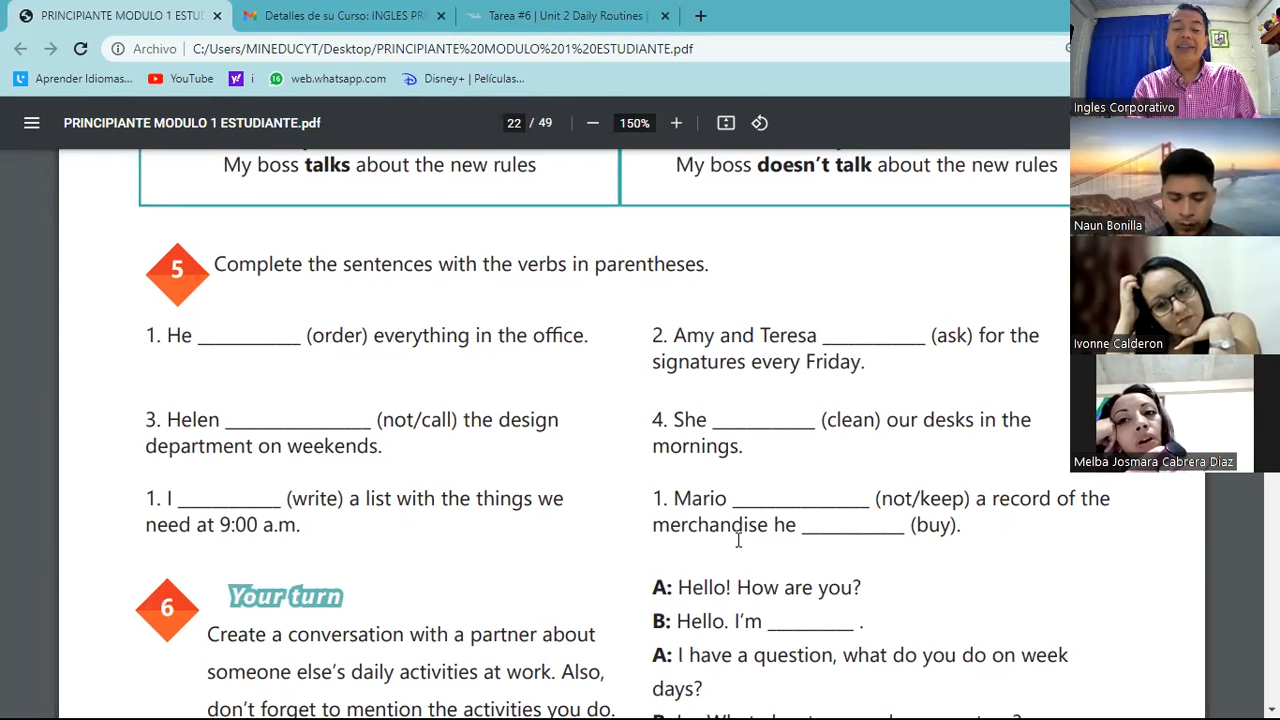 PRINCIPIANTE MODULO 1 ESTUD
Detalles de su Curso: INGLES PRI
Tarea #6 | Unit 2 Daily Routines |
Archivo
C:/Users/MINEDUCYT/Desktop/PRINCIPIANTE%20MODULO%201%20ESTUDIANTE.pdf
Aprender Idiomas...
YouTube
i
16
web.whatsapp.com
Disney+ | Películas...
PRINCIPIANTE MODULO 1 ESTUDIANTE.pdf
22 / 49
150%
My boss talks about the new rules
My boss doesn't talk about the new rules
5
Complete the sentences with the verbs in parentheses.
1. He __________ (order) everything in the office.
2. Amy and Teresa __________ (ask) for the
signatures every Friday.
3. Helen ______________ (not/call) the design
department on weekends.
4. She __________ (clean) our desks in the
mornings.
1. I __________ (write) a list with the things we
need at 9:00 a.m.
1. Mario _____________ (not/keep) a record of the
merchandise he __________ (buy).
6
Your turn
Create a conversation with a partner about
someone else's daily activities at work. Also,
don't forget to mention the activities you do.
A: Hello! How are you?
B: Hello. I'm ________ .
A: I have a question, what do you do on week
days?
Ingles Corporativo
Naun Bonilla
Ivonne Calderon
Melba Josmara Cabrera Diaz